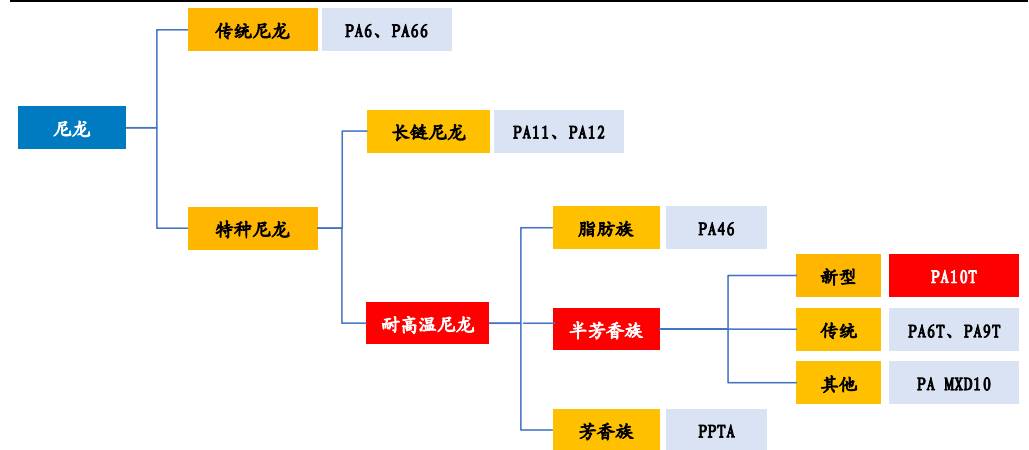 传统尼龙 PA6、PA66
尼龙
长链尼龙 PA11、PA12
特种尼龙
脂肪族 PA46
新型 PA10T
耐高温尼龙 半芳香族
传统 PA6T、PA9T
其他 PA MXD10
芳香族 PPTA